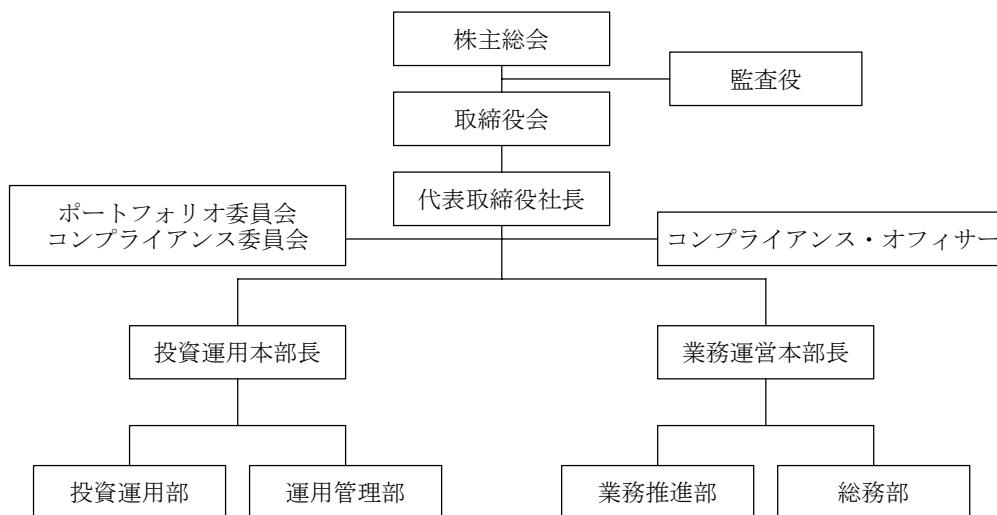 株主総会
監査役
取締役会
代表取締役社長
ポートフォリオ委員会
コンプライアンス委員会
コンプライアンス・オフィサー
投資運用本部長
業務運営本部長
投資運用部
運用管理部
業務推進部
総務部